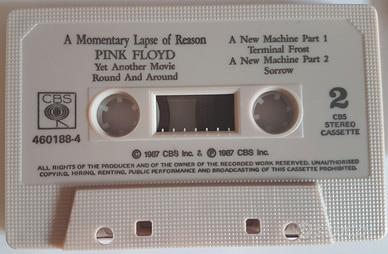 A Momentary Lapse of Reason
PINK FLOYD
Yet Another Movie
Round And Around
A New Machine Part 1
Terminal Frost
A New Machine Part 2
Sorrow
CBS
460188-4
2
CBS
STEREO
CASSETTE
© 1987 CBS Inc. & ℗ 1987 CBS Inc.
ALL RIGHTS OF THE PRODUCER AND OF THE OWNER OF THE RECORDED WORK RESERVED. UNAUTHORISED
COPYING, HIRING, RENTING, PUBLIC PERFORMANCE AND BROADCASTING OF THIS CASSETTE PROHIBITED.